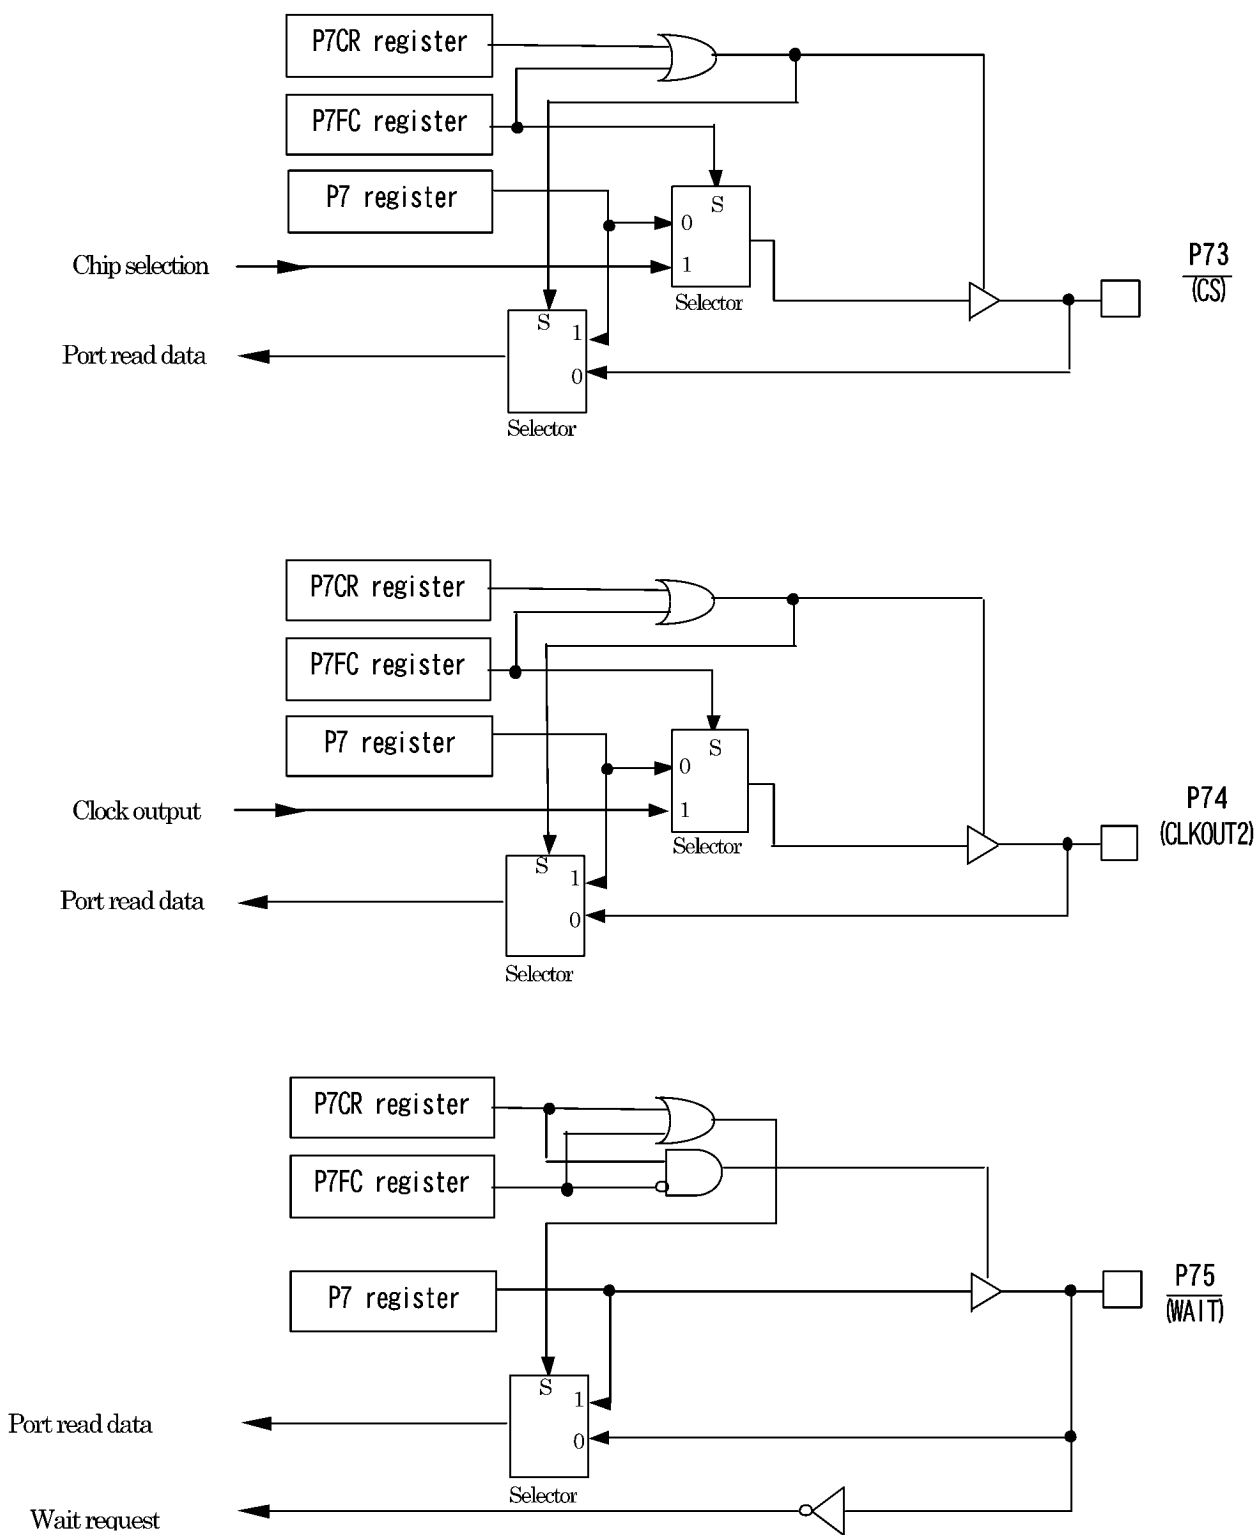 P7CR register
P7FC register
P7 register
S
0
1
Chip selection
Selector
P73
(CS)
S
1
0
Port read data
Selector
P7CR register
P7FC register
P7 register
S
0
1
Clock output
Selector
P74
(CLKOUT2)
S
1
0
Port read data
Selector
P7CR register
P7FC register
P7 register
P75
(WAIT)
S
1
0
Port read data
Selector
Wait request